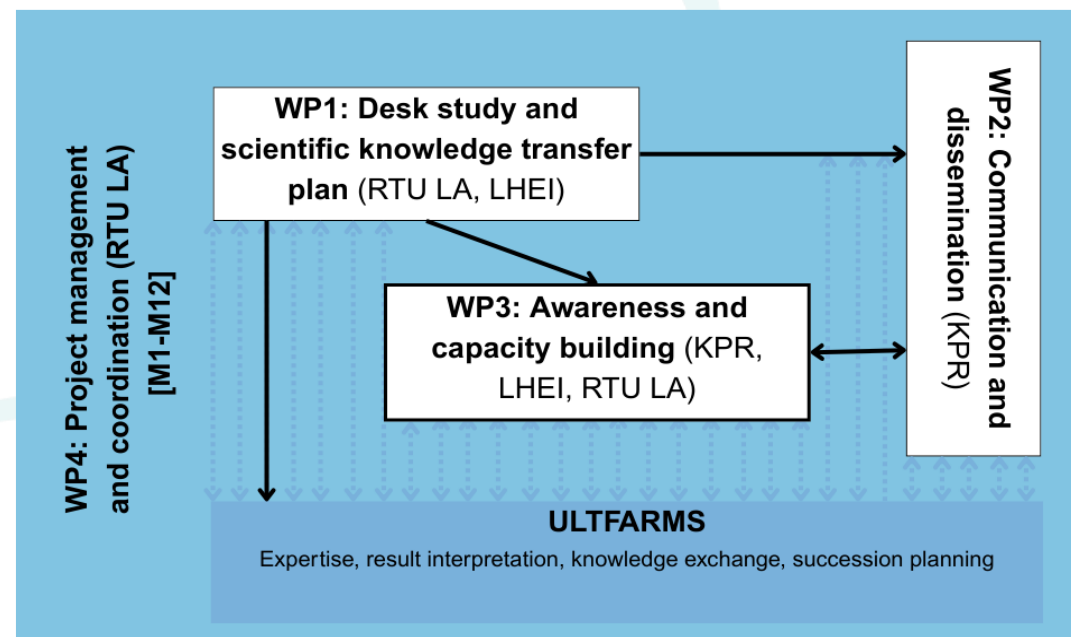 WP4: Project management
and coordination (RTU LA)
[M1-M12]
WP1: Desk study and
scientific knowledge transfer
plan (RTU LA, LHEI)
WP2: Communication and
disssemination (KPR)
WP3: Awareness and
capacity building (KPR,
LHEI, RTU LA)
ULTFARMS
Expertise, result interpretation, knowledge exchange, succession planning